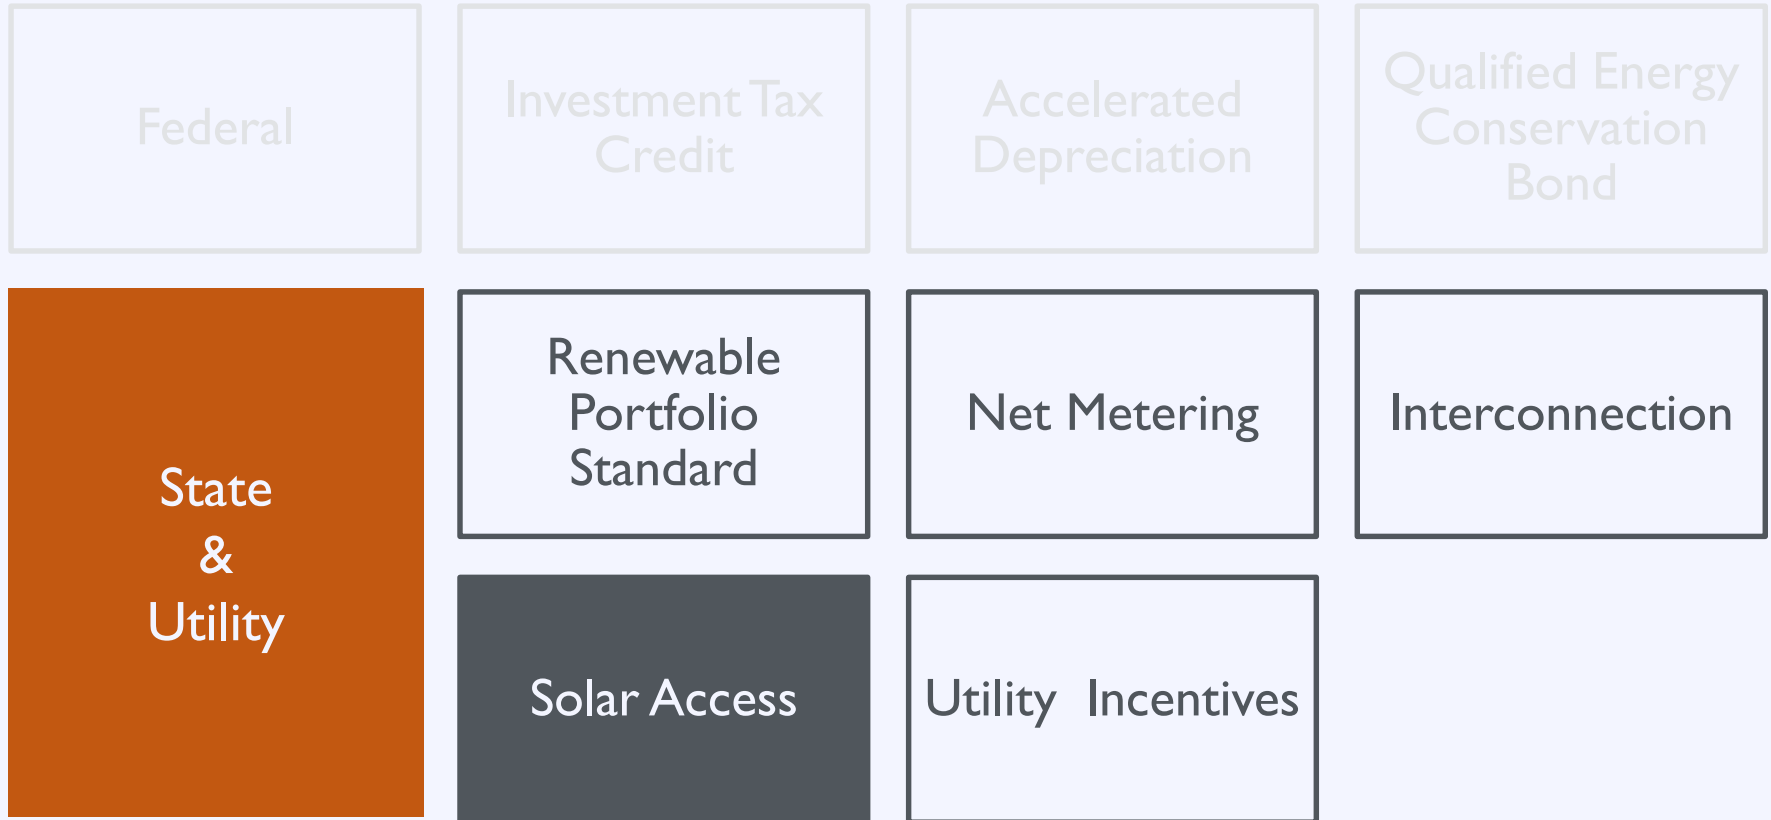 Federal
Investment Tax
Credit
Accelerated
Depreciation
Qualified Energy
Conservation
Bond
State
&
Utility
Renewable
Portfolio
Standard
Net Metering
Interconnection
Solar Access
Utility Incentives